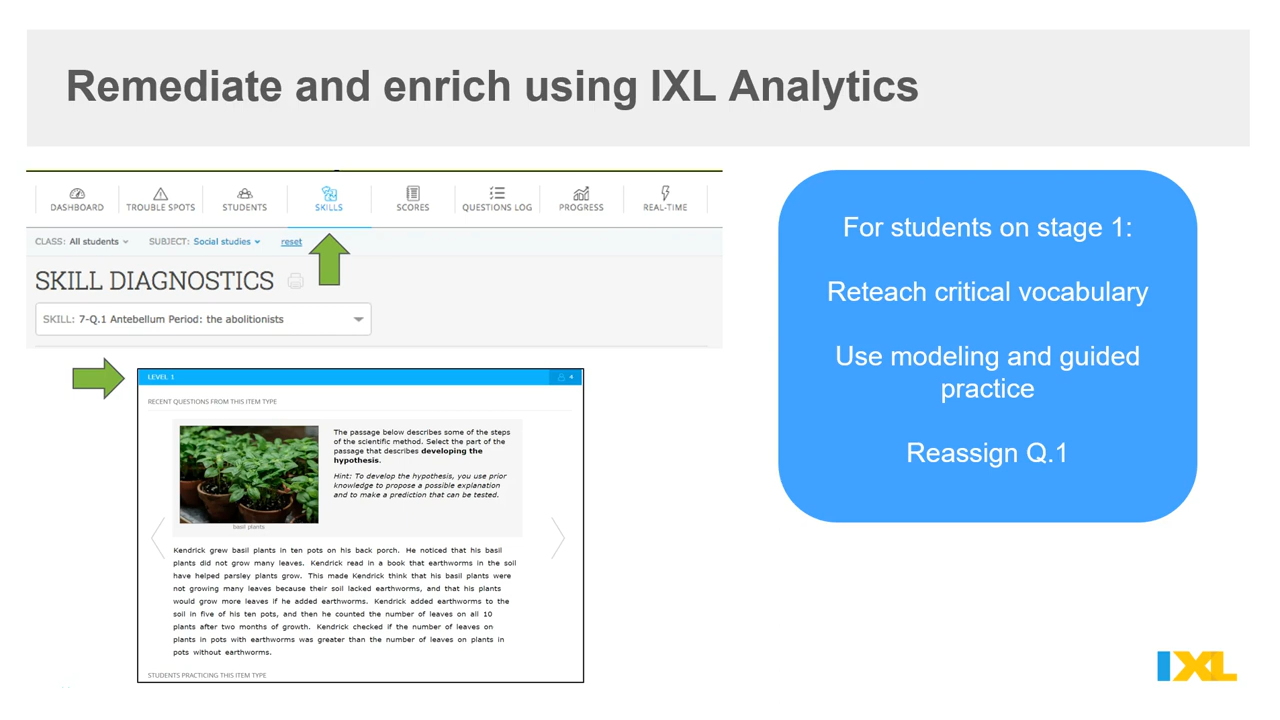 Remediate and enrich using IXL Analytics
DASHBOARD
TROUBLE SPOTS
STUDENTS
SKILLS
SCORES
QUESTIONS LOG
PROGRESS
REAL-TIME
CLASS: All students
SUBJECT: Social studies
reset
SKILL DIAGNOSTICS
SKILL: 7-Q.1 Antebellum Period: the abolitionists
LEVEL 1
4
RECENT QUESTIONS FROM THIS ITEM TYPE
The passage below describes some of the steps
of the scientific method. Select the part of the
passage that describes developing the
hypothesis.
Hint: To develop the hypothesis, you use prior
knowledge to propose a possible explanation
and to make a prediction that can be tested.
basil plants
Kendrick grew basil plants in ten pots on his back porch. He noticed that his basil
plants did not grow many leaves. Kendrick read in a book that earthworms in the soil
have helped parsley plants grow. This made Kendrick think that his basil plants were
not growing many leaves because their soil lacked earthworms, and that his plants
would grow more leaves if he added earthworms. Kendrick added earthworms to the
soil in five of his ten pots, and then he counted the number of leaves on all 10
plants after two months of growth. Kendrick checked if the number of leaves on
plants in pots with earthworms was greater than the number of leaves on plants in
pots without earthworms.
STUDENTS PRACTICING THIS ITEM TYPE
For students on stage 1:
Reteach critical vocabulary
Use modeling and guided
practice
Reassign Q.1
IXL